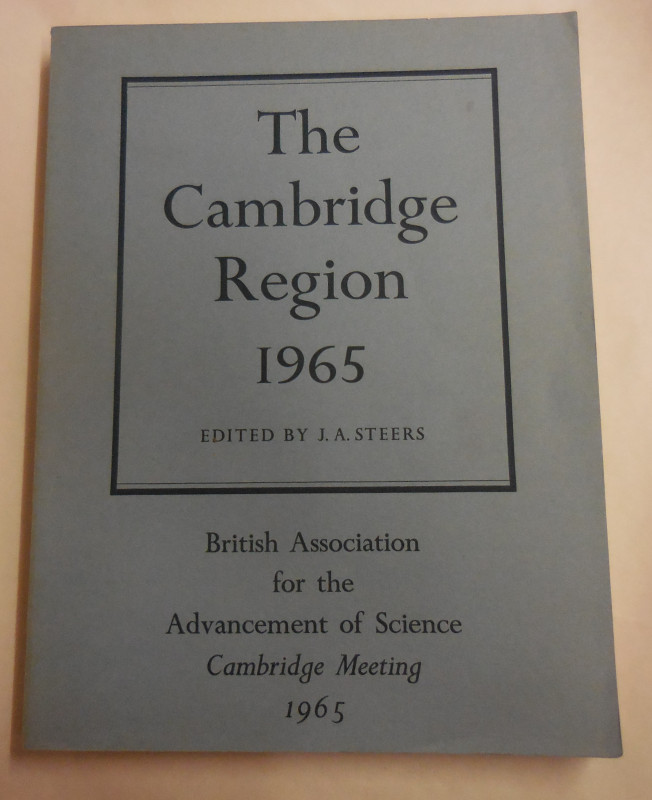 The
Cambridge
Region
1965
EDITED BY J. A. STEERS
British Association
for the
Advancement of Science
Cambridge Meeting
1965